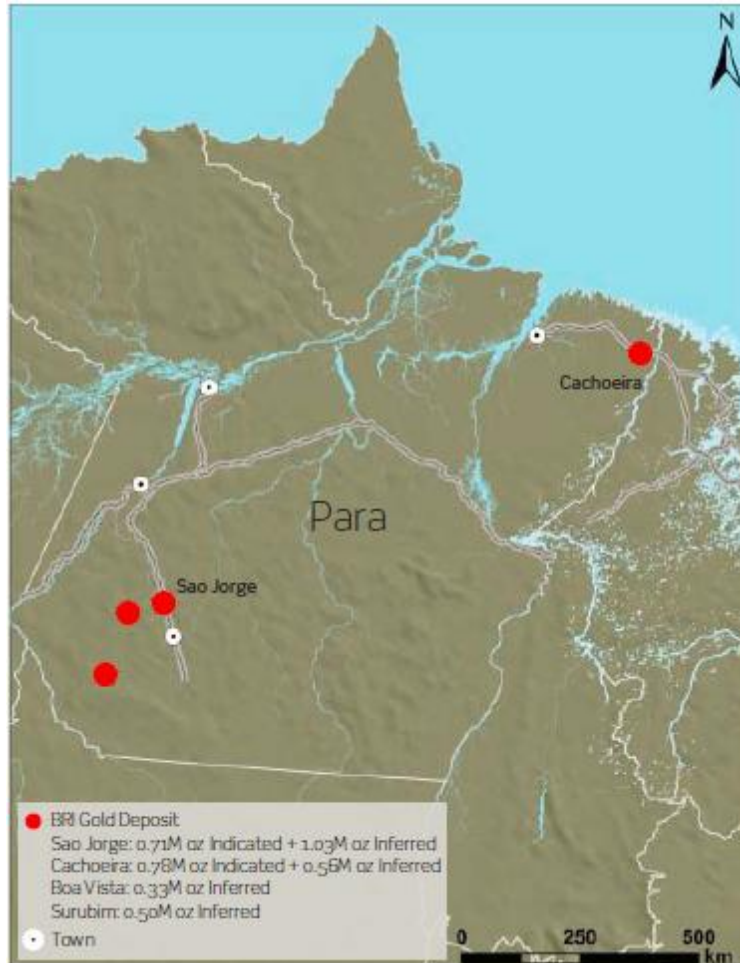 N
Cachoeira
Para
Sao Jorge
BRI Gold Deposit
Sao Jorge: 0.71M oz Indicated + 1.03M oz Inferred
Cachoeira: 0.78M oz Indicated + 0.56M oz Inferred
Boa Vista: 0.33M oz Inferred
Surubim: 0.50M oz Inferred
Town
0 250 500
km